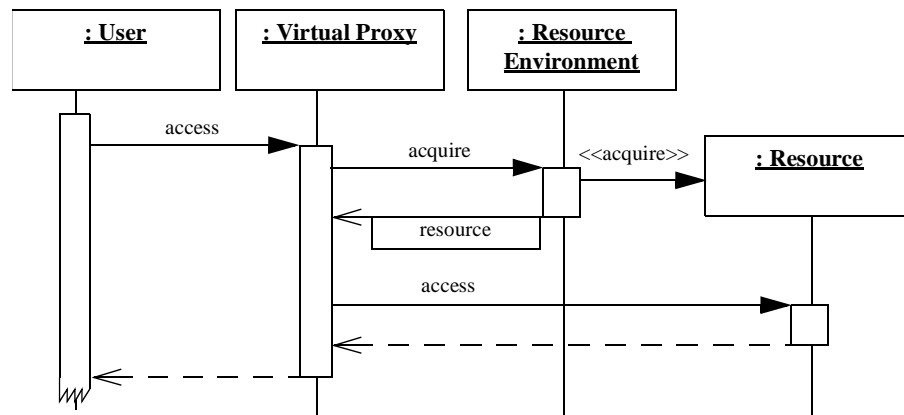 : User
: Virtual Proxy
: Resource
Environment
access
acquire
<<acquire>>
: Resource
resource
access